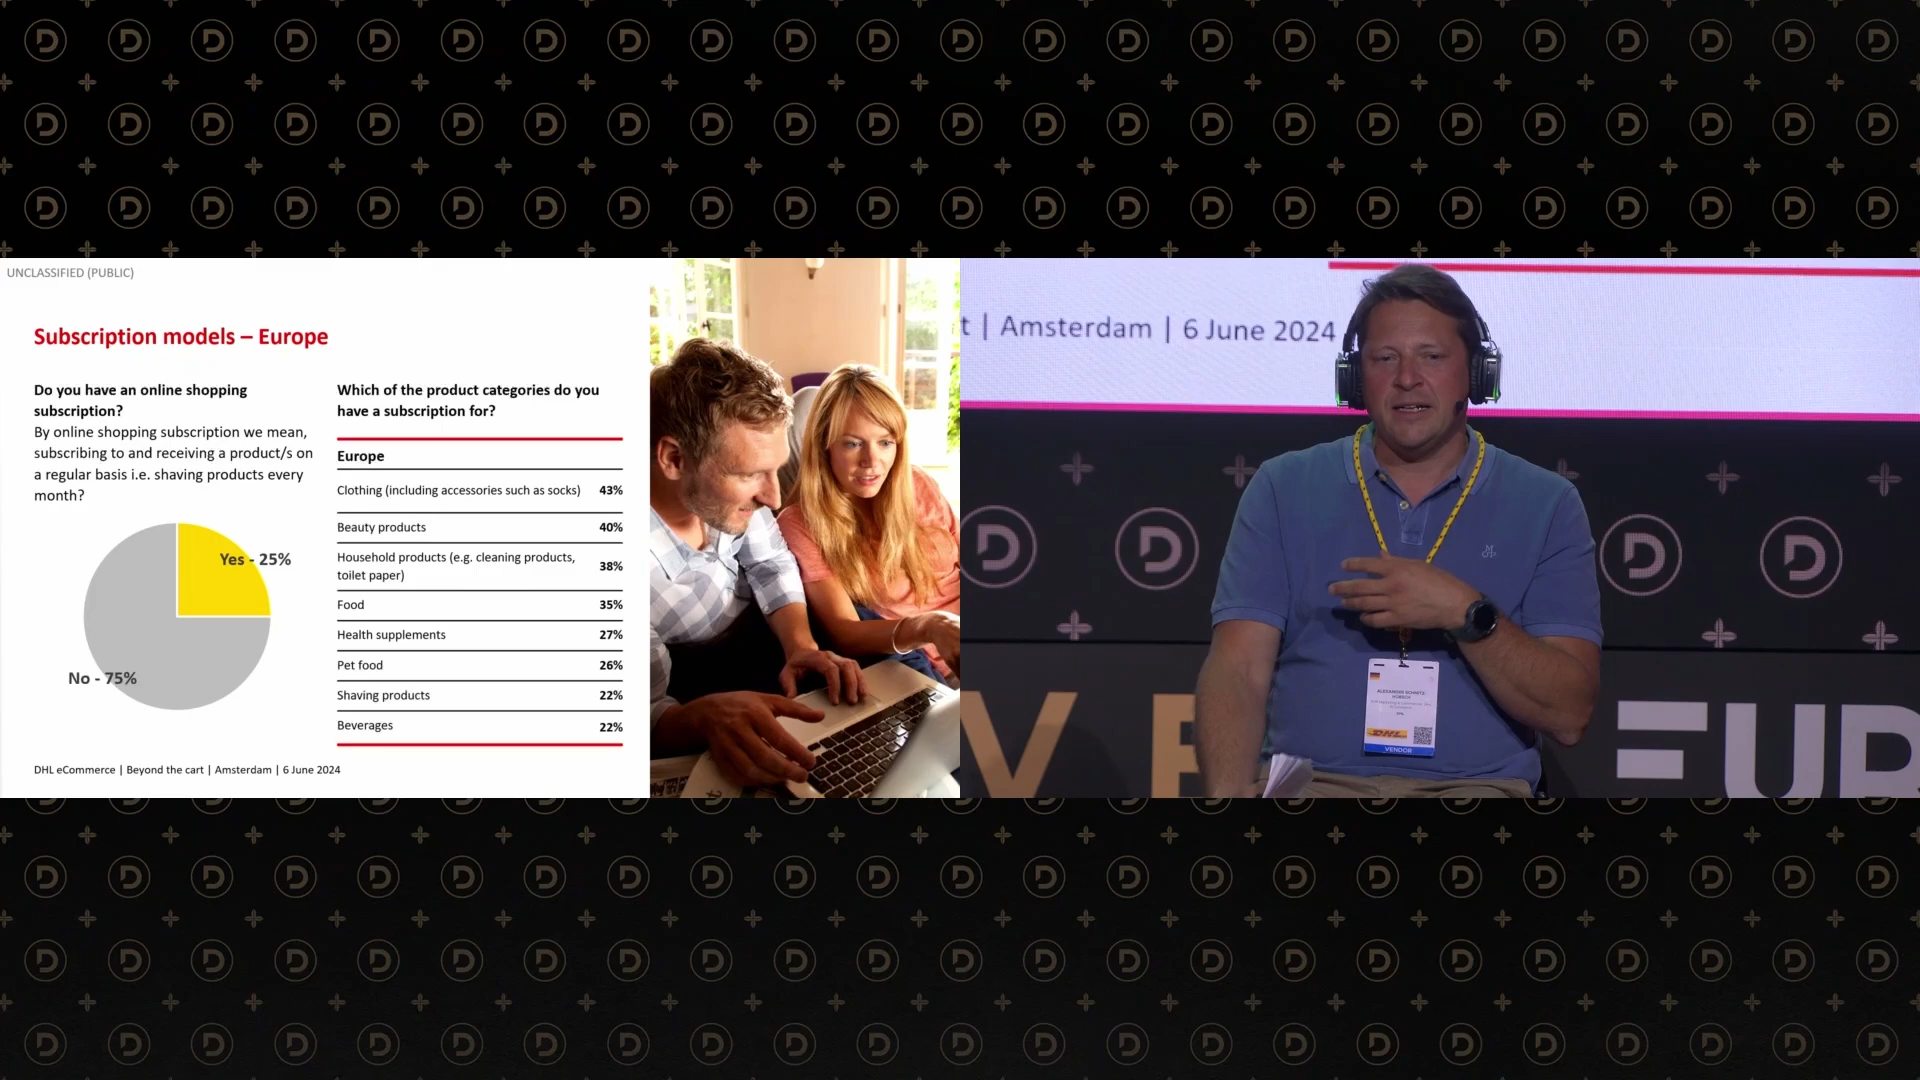 UNCLASSIFIED (PUBLIC)
Subscription models – Europe
Do you have an online shopping
subscription?
By online shopping subscription we mean,
subscribing to and receiving a product/s on
a regular basis i.e. shaving products every
month?
Yes - 25%
No - 75%
Which of the product categories do you
have a subscription for?
Europe
Clothing (including accessories such as socks) 43%
Beauty products 40%
Household products (e.g. cleaning products,
toilet paper) 38%
Food 35%
Health supplements 27%
Pet food 26%
Shaving products 22%
Beverages 22%
DHL eCommerce | Beyond the cart | Amsterdam | 6 June 2024
t | Amsterdam | 6 June 2024
ALEXANDER SCHMITZ-
DHL
VENDOR
V E
EUR